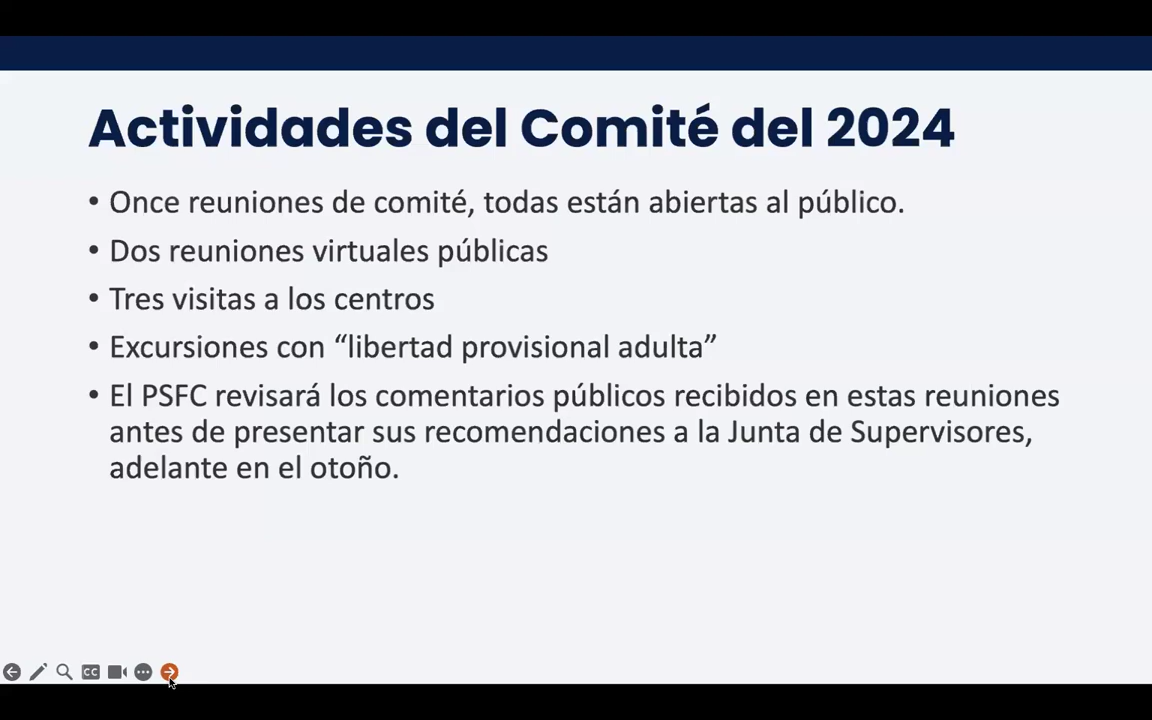 Actividades del Comité del 2024
• Once reuniones de comité, todas están abiertas al público.
• Dos reuniones virtuales públicas
• Tres visitas a los centros
• Excursiones con “libertad provisional adulta”
• El PSFC revisará los comentarios públicos recibidos en estas reuniones
antes de presentar sus recomendaciones a la Junta de Supervisores,
adelante en el otoño.
CC